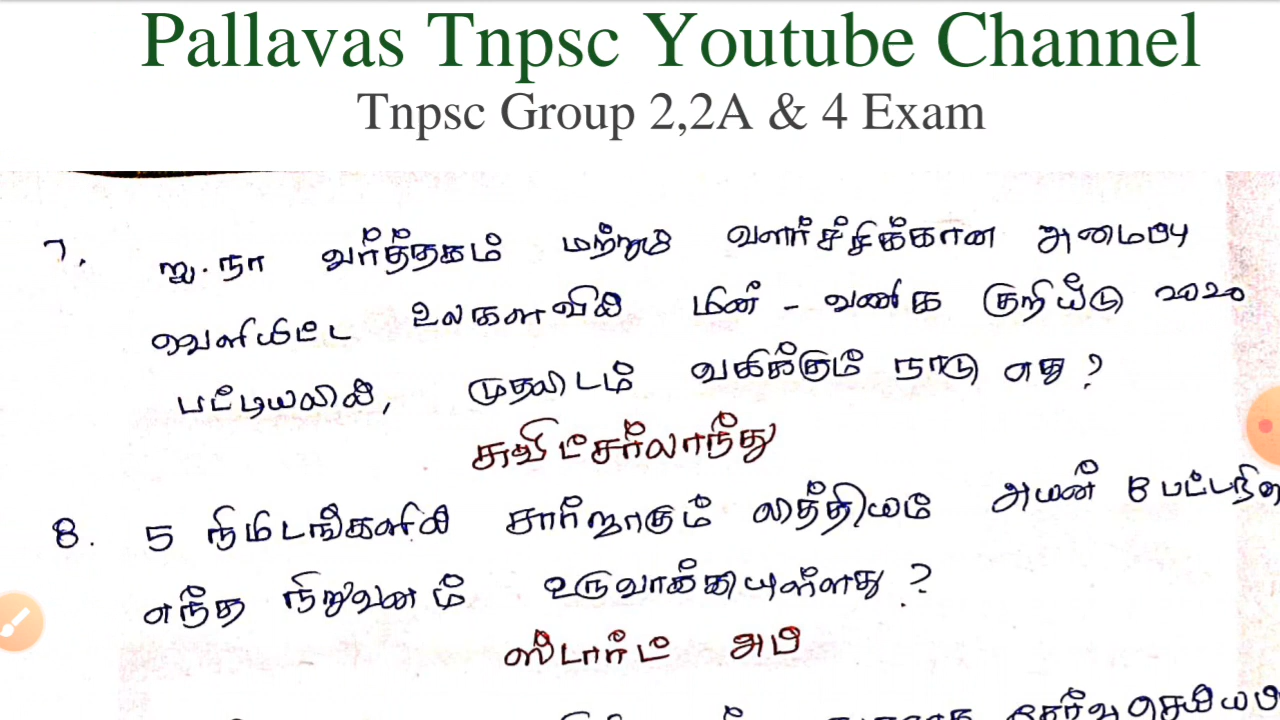 Pallavas Tnpsc Youtube Channel
Tnpsc Group 2,2A & 4 Exam
7. ஐ.நா வர்த்தகம் மற்றும் வளர்ச்சிக்கான அமைப்பு
வெளியிட்ட உலகளவில் மின் - வணிக குறியீடு 2020
பட்டியலில், முதலிடம் வகிக்கும் நாடு எது?
சுவிட்சர்லாந்து
8. 5 நிமிடங்களில் சார்ஜாகும் லித்தியம் அயன் பேட்டரி
எந்த நிறுவனம் உருவாக்கியுள்ளது?
ஸ்டார்ட் அப்